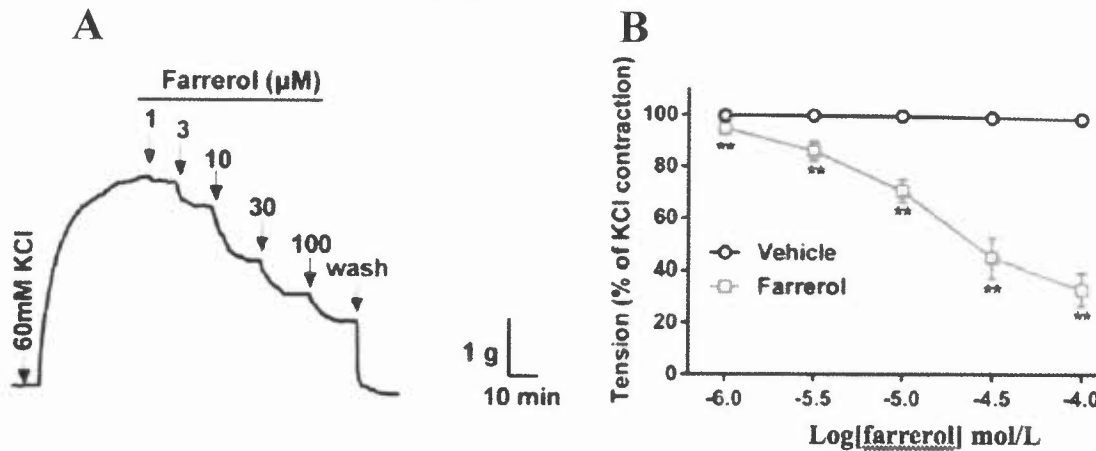 A
Farrerol (µM)
1
3
10
30
100
wash
60mM KCl
1 g
10 min
B
Tension (% of KCl contraction)
100
80
60
40
20
0
**
**
**
**
**
Vehicle
Farrerol
-6.0 -5.5 -5.0 -4.5 -4.0
Log[farrerol] mol/L